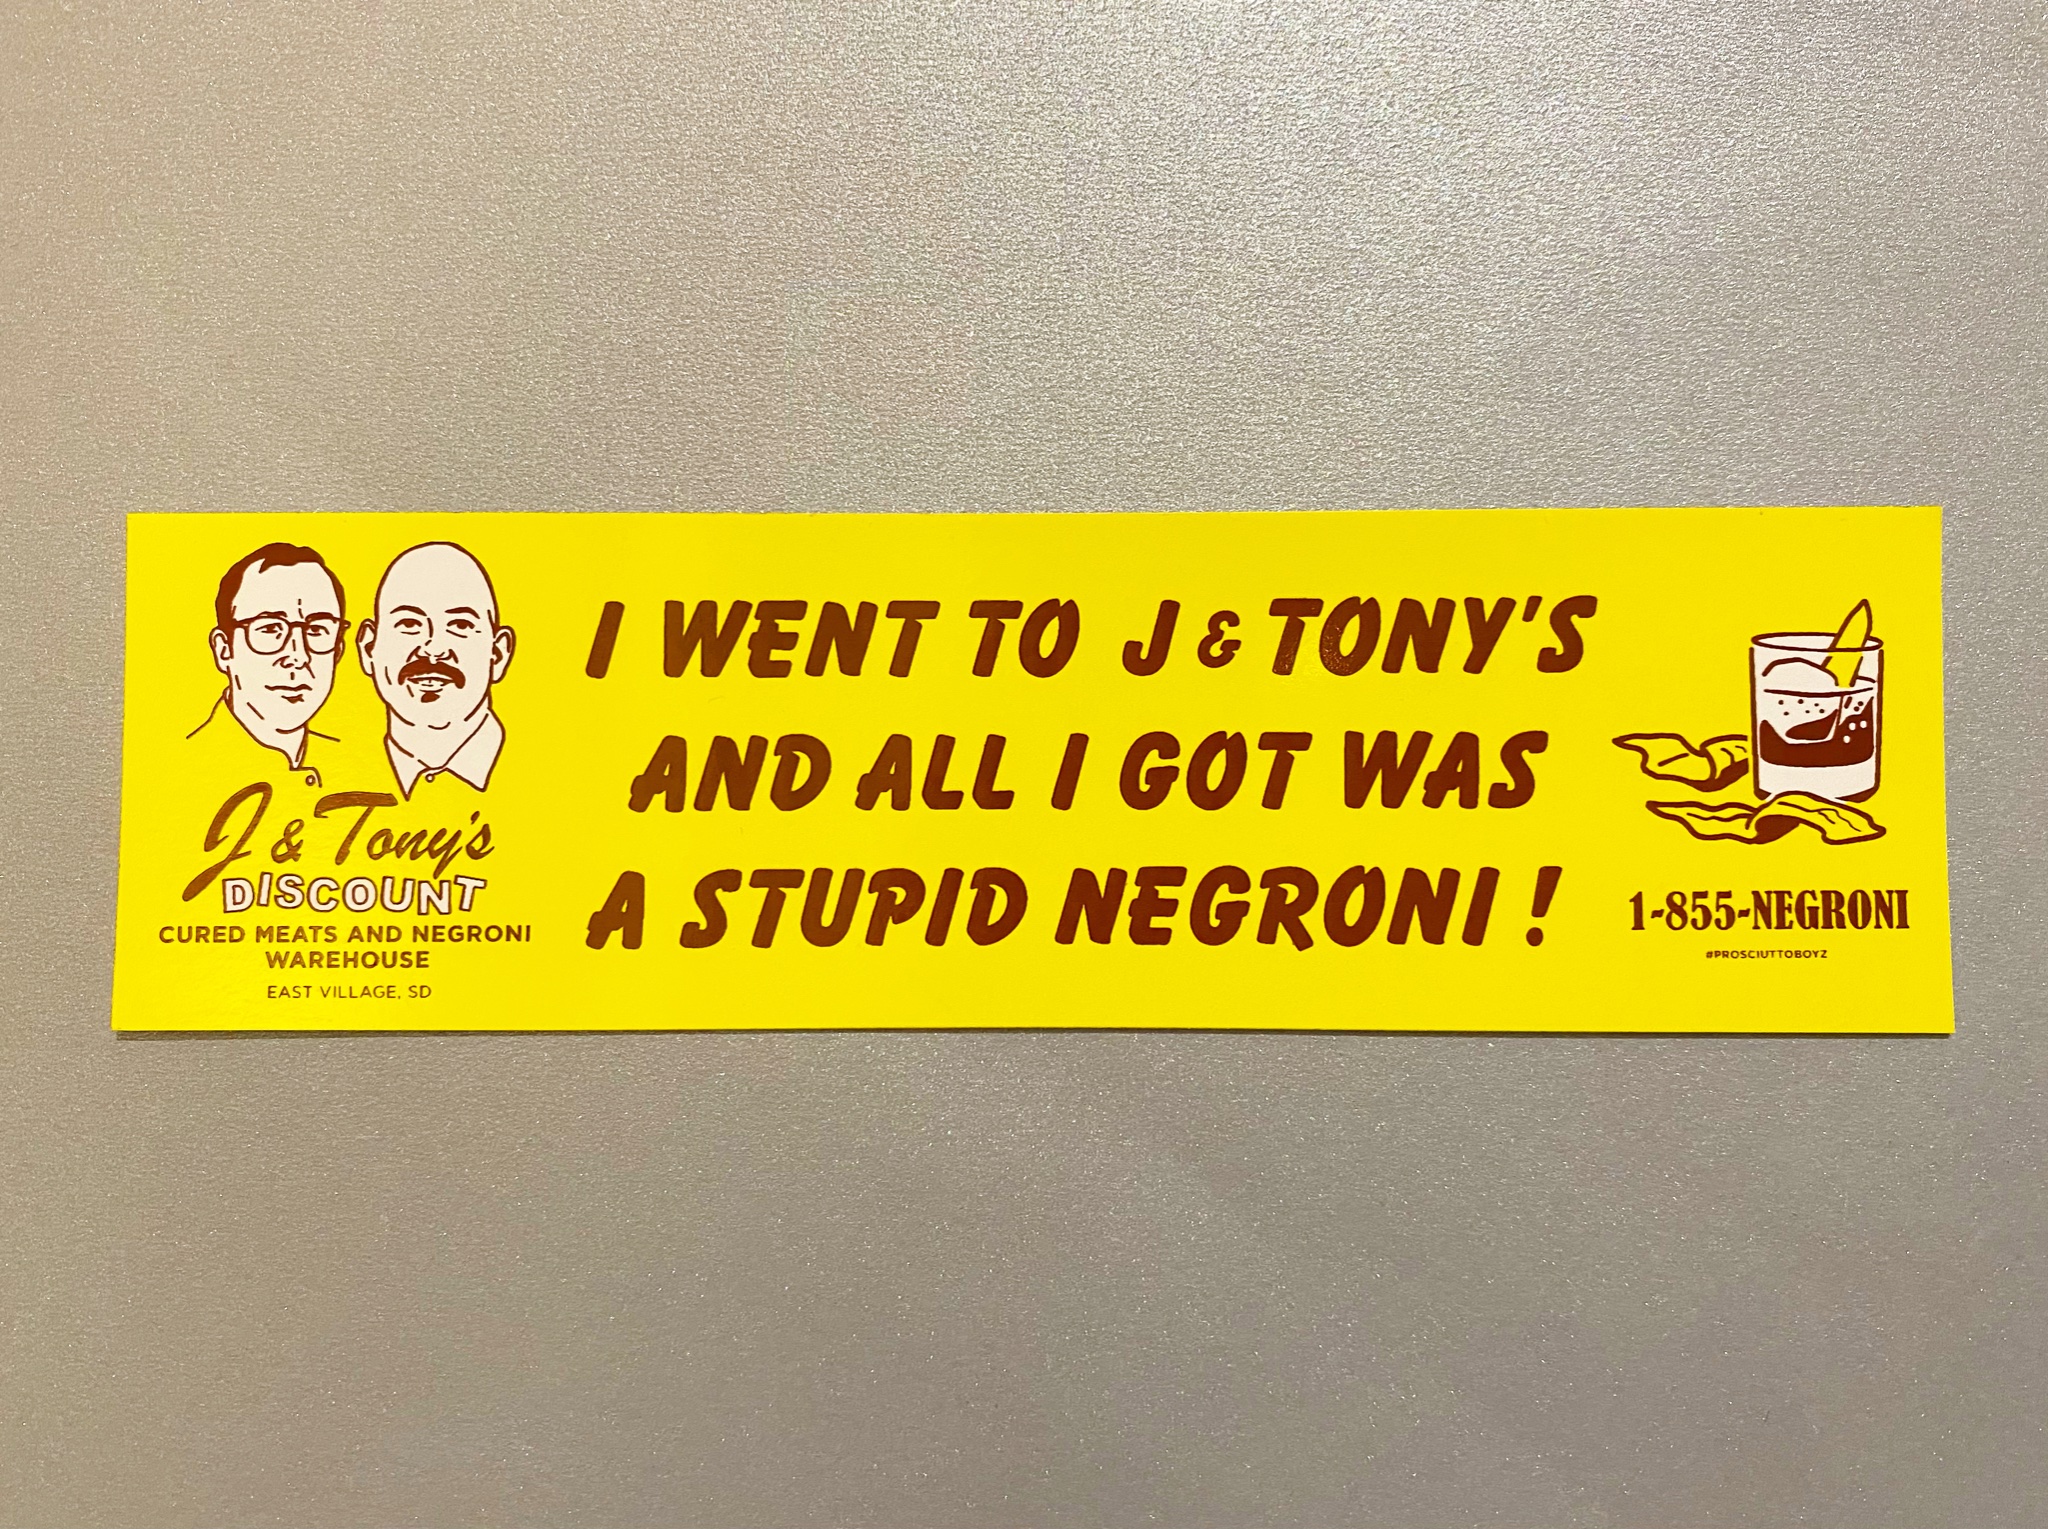 J & Tony's
DISCOUNT
CURED MEATS AND NEGRONI
WAREHOUSE
EAST VILLAGE, SD
I WENT TO J & TONY'S
AND ALL I GOT WAS
A STUPID NEGRONI!
1-855-NEGRONI
#PROSCIUTTOBOYZ